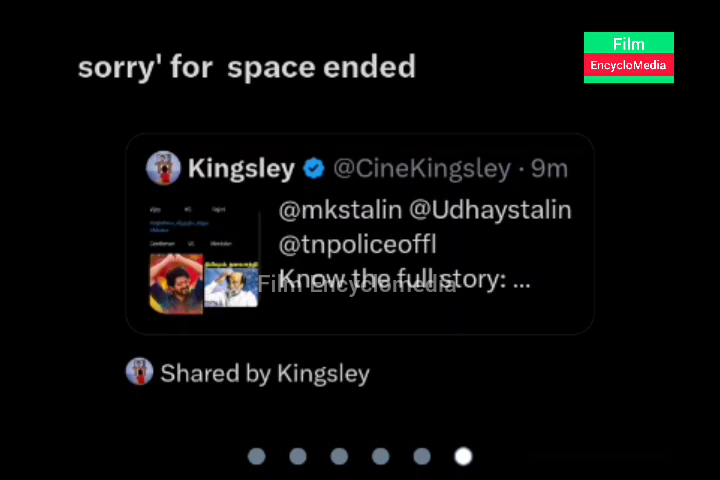 Film
EncycloMedia
sorry' for space ended
Kingsley @CineKingsley · 9m
@mkstalin @Udhaystalin
@tnpoliceoffl
Know the full story: ...
Film Encyclomedia
Shared by Kingsley